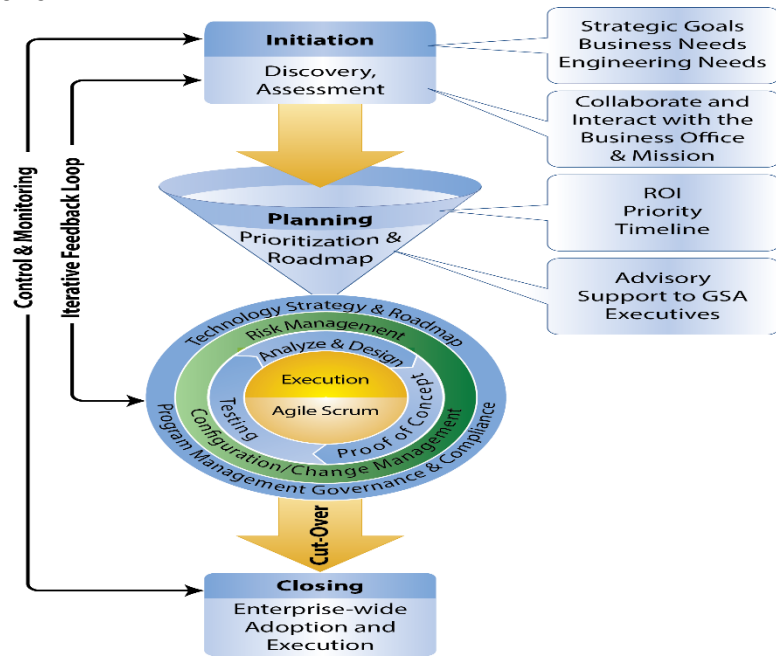 Initiation
Discovery,
Assessment
Strategic Goals
Business Needs
Engineering Needs
Collaborate and
Interact with the
Business Office
& Mission
Planning
Prioritization &
Roadmap
ROI
Priority
Timeline
Advisory
Support to GSA
Executives
Control & Monitoring
Iterative Feedback Loop
Technology Strategy & Roadmap
Risk Management
Analyze & Design
Execution
Agile Scrum
Testing
Proof of Concept
Configuration/Change Management
Program Management Governance & Compliance
Cut-Over
Closing
Enterprise-wide
Adoption and
Execution